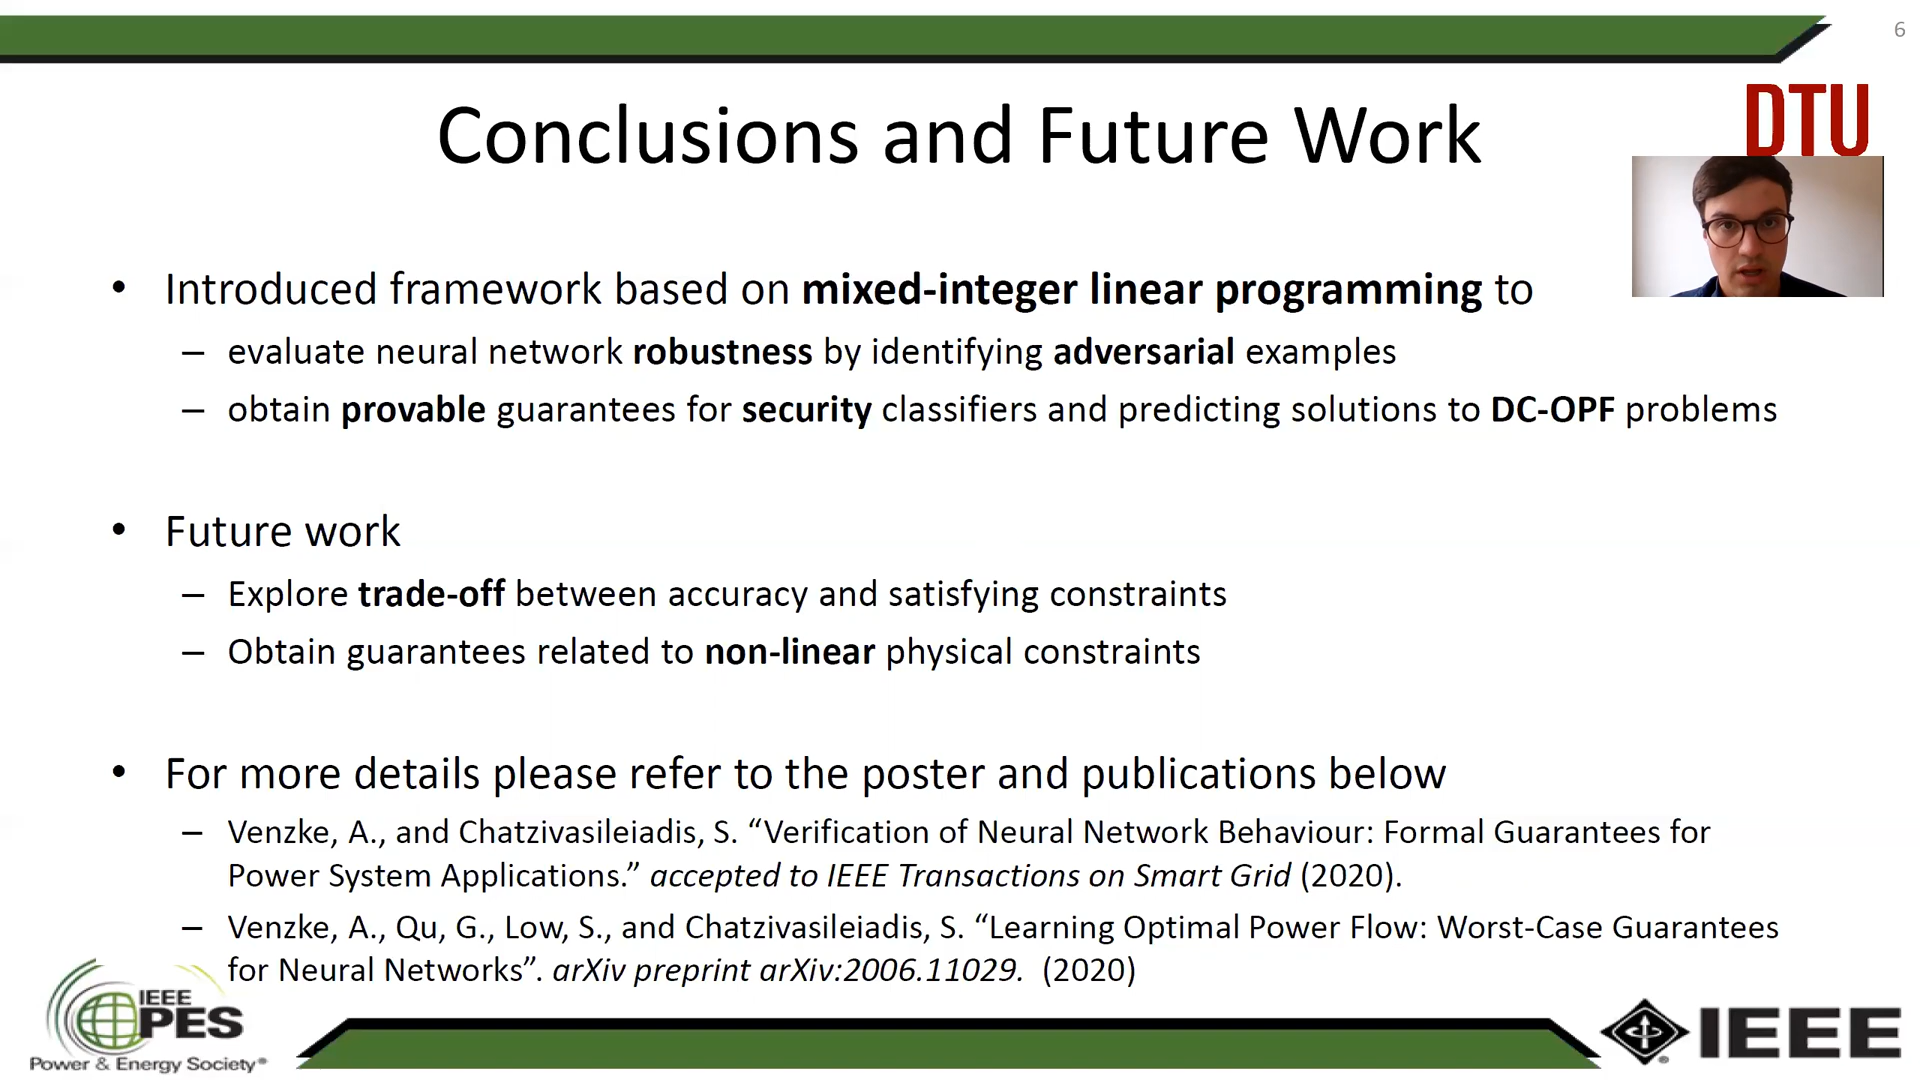 6
Conclusions and Future Work
DTU
• Introduced framework based on mixed-integer linear programming to
– evaluate neural network robustness by identifying adversarial examples
– obtain provable guarantees for security classifiers and predicting solutions to DC-OPF problems
• Future work
– Explore trade-off between accuracy and satisfying constraints
– Obtain guarantees related to non-linear physical constraints
• For more details please refer to the poster and publications below
– Venzke, A., and Chatzivasileiadis, S. “Verification of Neural Network Behaviour: Formal Guarantees for
Power System Applications.” accepted to IEEE Transactions on Smart Grid (2020).
– Venzke, A., Qu, G., Low, S., and Chatzivasileiadis, S. “Learning Optimal Power Flow: Worst-Case Guarantees
for Neural Networks”. arXiv preprint arXiv:2006.11029. (2020)
IEEE
PES
Power & Energy Society®
IEEE